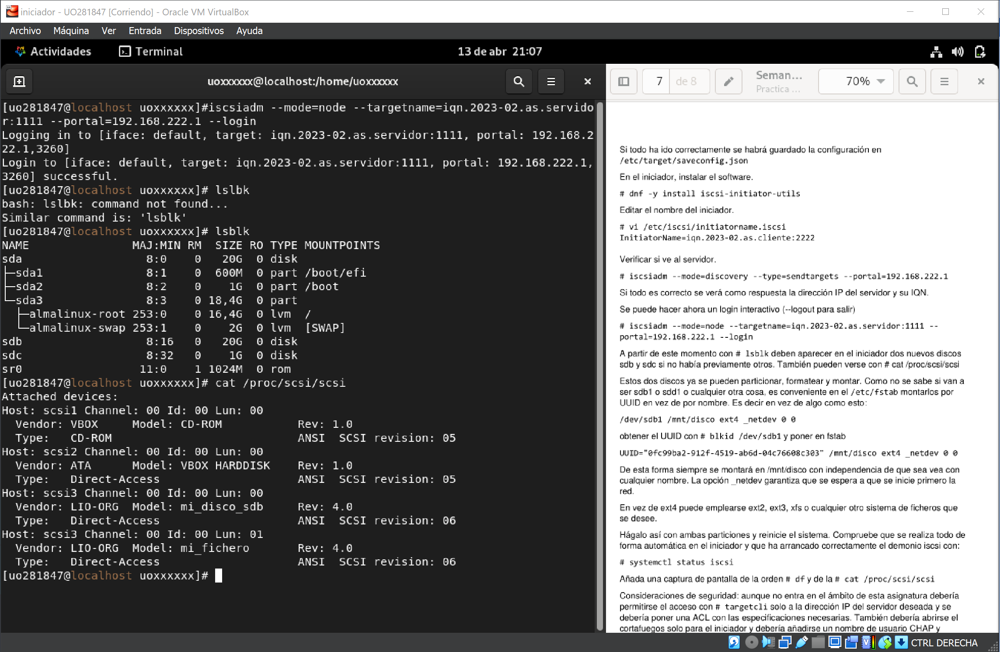 iniciador - UO281847 [Corriendo] - Oracle VM VirtualBox
Archivo Máquina Ver Entrada Dispositivos Ayuda
Actividades Terminal 13 de abr 21:07
uoxxxxxx@localhost:/home/uoxxxxxx
[uo281847@localhost uoxxxxxx]#iscsiadm --mode=node --targetname=iqn.2023-02.as.servido
r:1111 --portal=192.168.222.1 --login
Logging in to [iface: default, target: iqn.2023-02.as.servidor:1111, portal: 192.168.2
22.1,3260]
Login to [iface: default, target: iqn.2023-02.as.servidor:1111, portal: 192.168.222.1,
3260] successful.
[uo281847@localhost uoxxxxxx]# lslbk
bash: lslbk: command not found...
Similar command is: 'lsblk'
[uo281847@localhost uoxxxxxx]# lsblk
NAME MAJ:MIN RM SIZE RO TYPE MOUNTPOINTS
sda 8:0 0 20G 0 disk
├─sda1 8:1 0 600M 0 part /boot/efi
├─sda2 8:2 0 1G 0 part /boot
└─sda3 8:3 0 18,4G 0 part
├─almalinux-root 253:0 0 16,4G 0 lvm /
└─almalinux-swap 253:1 0 2G 0 lvm [SWAP]
sdb 8:16 0 20G 0 disk
sdc 8:32 0 1G 0 disk
sr0 11:0 1 1024M 0 rom
[uo281847@localhost uoxxxxxx]# cat /proc/scsi/scsi
Attached devices:
Host: scsi1 Channel: 00 Id: 00 Lun: 00
Vendor: VBOX Model: CD-ROM Rev: 1.0
Type: CD-ROM ANSI SCSI revision: 05
Host: scsi2 Channel: 00 Id: 00 Lun: 00
Vendor: ATA Model: VBOX HARDDISK Rev: 1.0
Type: Direct-Access ANSI SCSI revision: 05
Host: scsi3 Channel: 00 Id: 00 Lun: 00
Vendor: LIO-ORG Model: mi_disco_sdb Rev: 4.0
Type: Direct-Access ANSI SCSI revision: 06
Host: scsi3 Channel: 00 Id: 00 Lun: 01
Vendor: LIO-ORG Model: mi_fichero Rev: 4.0
Type: Direct-Access ANSI SCSI revision: 06
[uo281847@localhost uoxxxxxx]#
7 de 8 Seman... 70%
Practica ...
Si todo ha ido correctamente se habrá guardado la configuración en
/etc/target/saveconfig.json
En el iniciador, instalar el software.
# dnf -y install iscsi-initiator-utils
Editar el nombre del iniciador.
# vi /etc/iscsi/initiatorname.iscsi
InitiatorName=iqn.2023-02.as.cliente:2222
Verificar si ve al servidor.
# iscsiadm --mode=discovery --type=sendtargets --portal=192.168.222.1
Si todo es correcto se verá como respuesta la dirección IP del servidor y su IQN.
Se puede hacer ahora un login interactivo (--logout para salir)
# iscsiadm --mode=node --targetname=iqn.2023-02.as.servidor:1111 --
portal=192.168.222.1 --login
A partir de este momento con # lsblk deben aparecer en el iniciador dos nuevos discos
sdb y sdc si no había previamente otros. También pueden verse con # cat /proc/scsi/scsi
Estos dos discos ya se pueden particionar, formatear y montar. Como no se sabe si van a
ser sdb1 o sdd1 o cualquier otra cosa, es conveniente en el /etc/fstab montarlos por
UUID en vez de por nombre. Es decir en vez de algo como esto:
/dev/sdb1 /mnt/disco ext4 _netdev 0 0
obtener el UUID con # blkid /dev/sdb1 y poner en fstab
UUID="0fc99ba2-912f-4519-ab6d-04c76608c303" /mnt/disco ext4 _netdev 0 0
De esta forma siempre se montará en /mnt/disco con independencia de que sea vea con
cualquier nombre. La opción _netdev garantiza que se espera a que se inicie primero la
red.
En vez de ext4 puede emplearse ext2, ext3, xfs o cualquier otro sistema de ficheros que
se desee.
Hágalo así con ambas particiones y reinicie el sistema. Compruebe que se realiza todo de
forma automática en el iniciador y que ha arrancado correctamente el demonio iscsi con:
# systemctl status iscsi
Añada una captura de pantalla de la orden # df y de la # cat /proc/scsi/scsi
Consideraciones de seguridad: aunque no entra en el ámbito de esta asignatura debería
permitirse el acceso con # targetcli solo a la dirección IP del servidor deseada y se
debería poner una ACL con las especificaciones necesarias. También debería abrirse el
cortafuegos solo para el iniciador y debería añadirse un nombre de usuario CHAP y
CTRL DERECHA